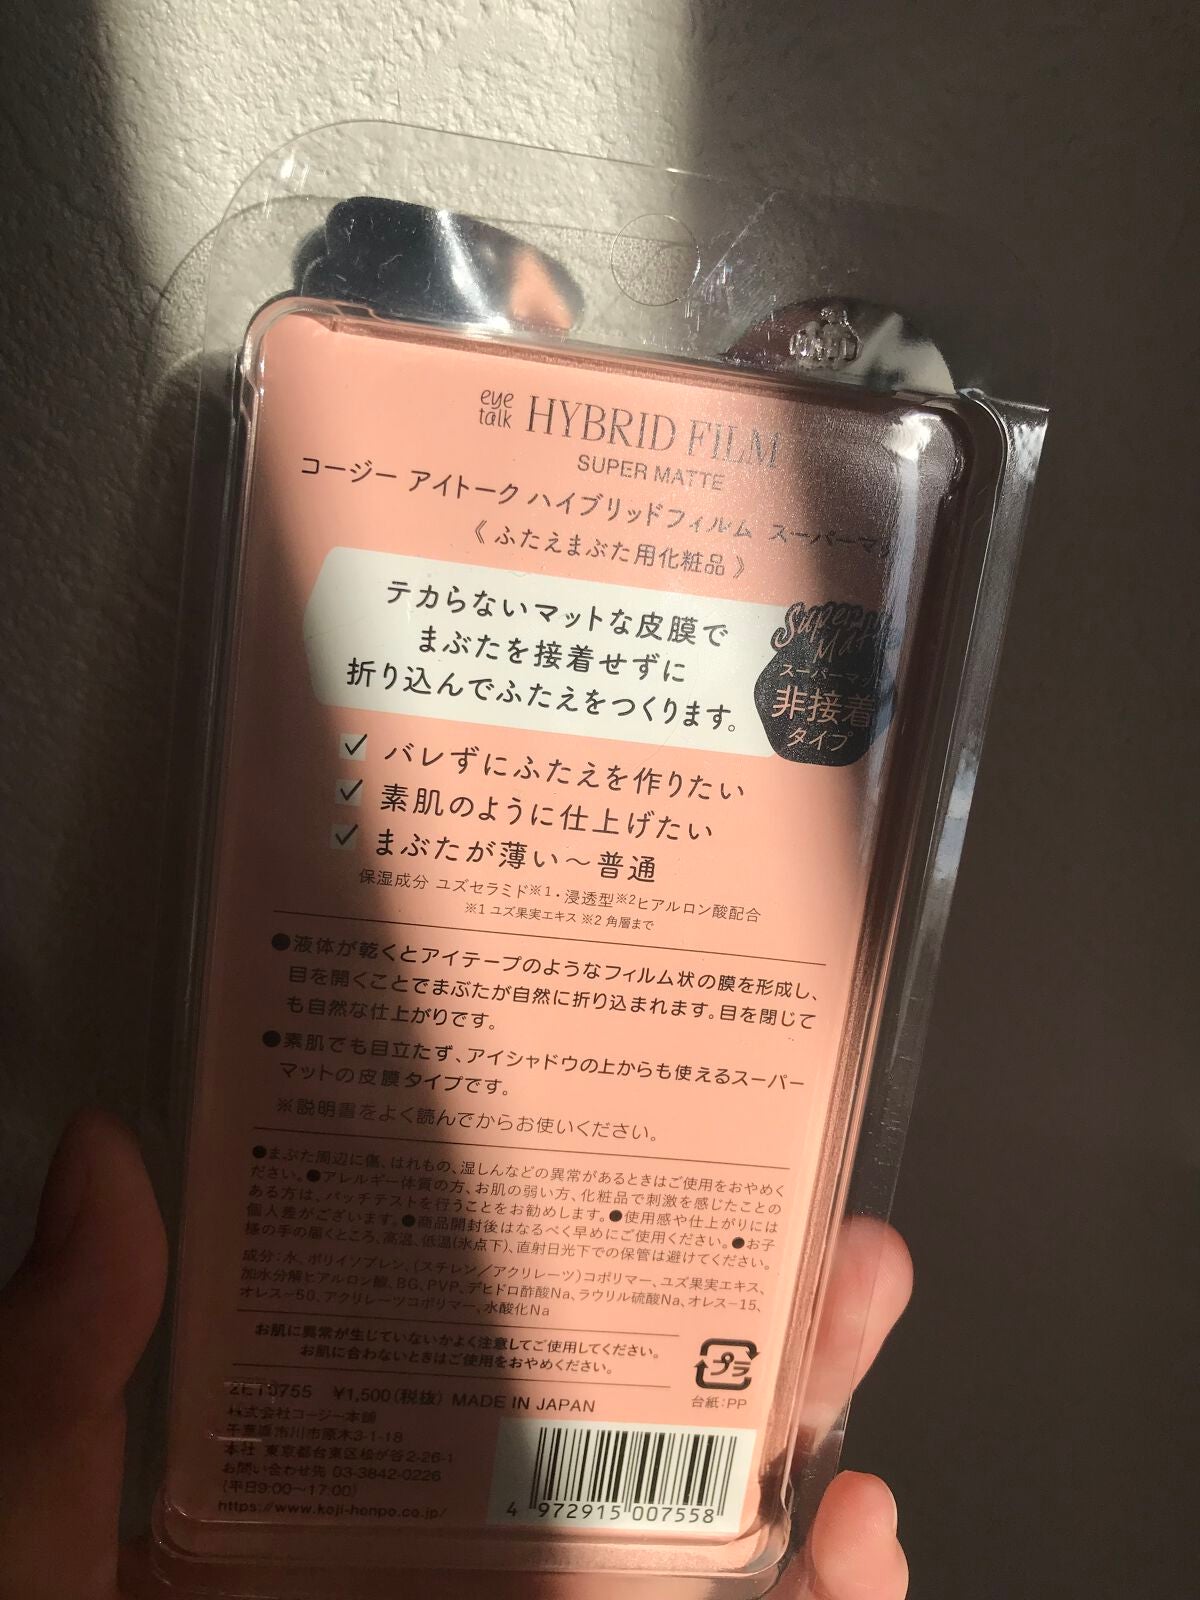 eye talk HYBRID FILM
SUPER MATTE
コージー アイトーク ハイブリッドフィルム スーパーマッ
《 ふたえまぶた用化粧品 》
テカらないマットな皮膜で
まぶたを接着せずに
折り込んでふたえをつくります。
Super
スーパーマット
非接着
タイプ
バレずにふたえを作りたい
素肌のように仕上げたい
まぶたが薄い〜普通
保湿成分 ユズセラミド※1・浸透型※2ヒアルロン酸配合
※1 ユズ果実エキス ※2 角層まで
●液体が乾くとアイテープのようなフィルム状の膜を形成し、
目を開くことでまぶたが自然に折り込まれます。目を閉じて
も自然な仕上がりです。
●素肌でも目立たず、アイシャドウの上からも使えるスーパー
マットの皮膜タイプです。
※説明書をよく読んでからお使いください。
●まぶた周辺に傷、はれもの、湿しんなどの異常があるときはご使用をおやめく
ださい。●アレルギー体質の方、お肌の弱い方、化粧品で刺激を感じたことの
ある方は、パッチテストを行うことをお勧めします。●使用感や仕上がりには
個人差がございます。●商品開封後はなるべく早めにご使用ください。●お子
様の手の届くところ、高温、低温(氷点下)、直射日光下での保管は避けてください。
成分：水、ポリイソプレン、(スチレン／アクリレーツ)コポリマー、ユズ果実エキス、
加水分解ヒアルロン酸、BG、PVP、デヒドロ酢酸Na、ラウリル硫酸Na、オレス-15、
オレス-50、アクリレーツコポリマー、水酸化Na
お肌に異常が生じていないかよく注意してご使用してください。
お肌に合わないときはご使用をおやめください。
プラ
台紙：PP
2ET0755 ¥1,500(税抜) MADE IN JAPAN
株式会社コージー本舗
千葉県市川市原木3-1-18
本社 東京都台東区松が谷2-26-1
お問い合わせ先 03-3842-0226
(平日9:00〜17:00)
https://www.koji-honpo.co.jp/
4 972915 007558